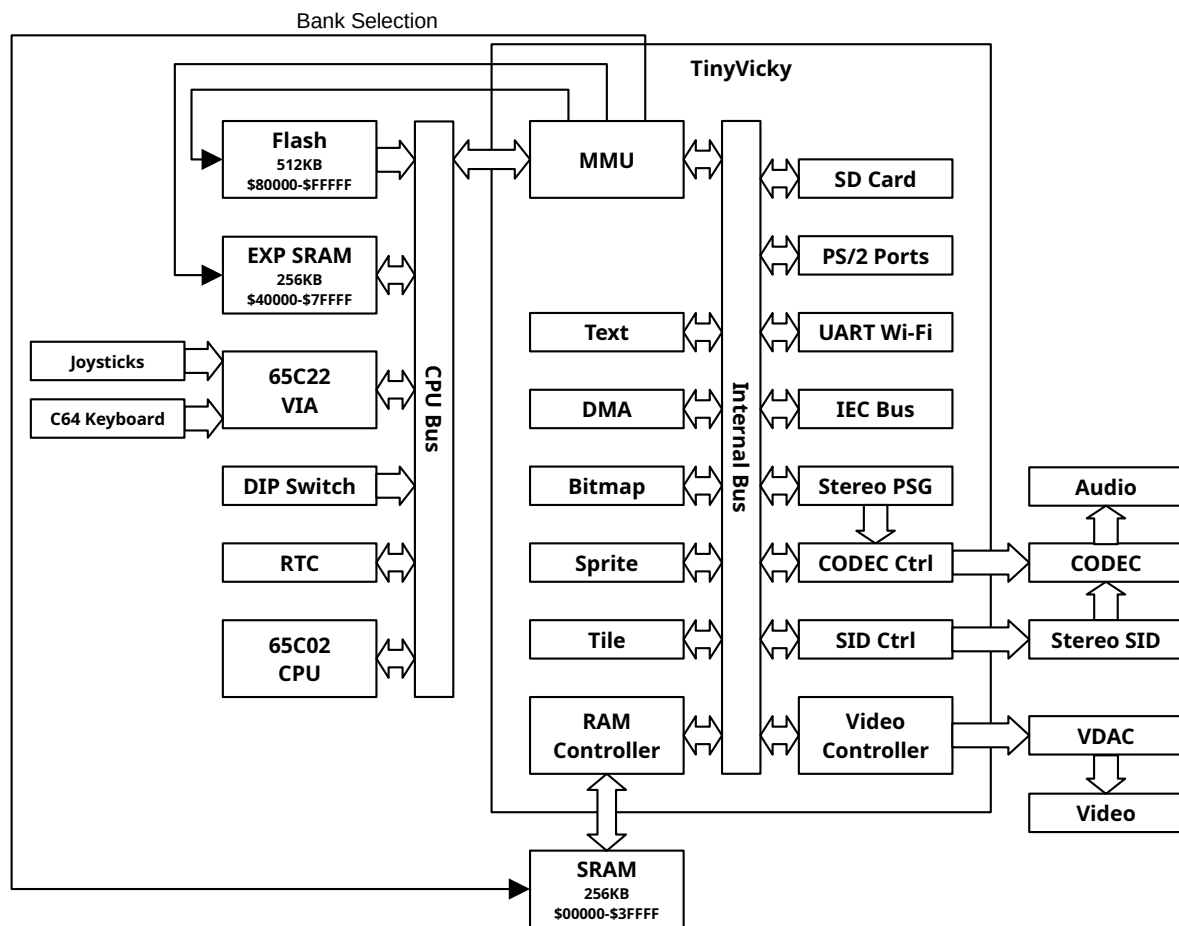 Bank Selection
TinyVicky
Flash
512KB
$80000-$FFFFF
MMU
SD Card
EXP SRAM
256KB
$40000-$7FFFF
PS/2 Ports
Text
UART Wi-Fi
Joysticks
65C22
VIA
C64 Keyboard
CPU Bus
DMA
Internal Bus
IEC Bus
DIP Switch
Bitmap
Stereo PSG
Audio
RTC
Sprite
CODEC Ctrl
CODEC
65C02
CPU
Tile
SID Ctrl
Stereo SID
RAM
Controller
Video
Controller
VDAC
Video
SRAM
256KB
$00000-$3FFFF